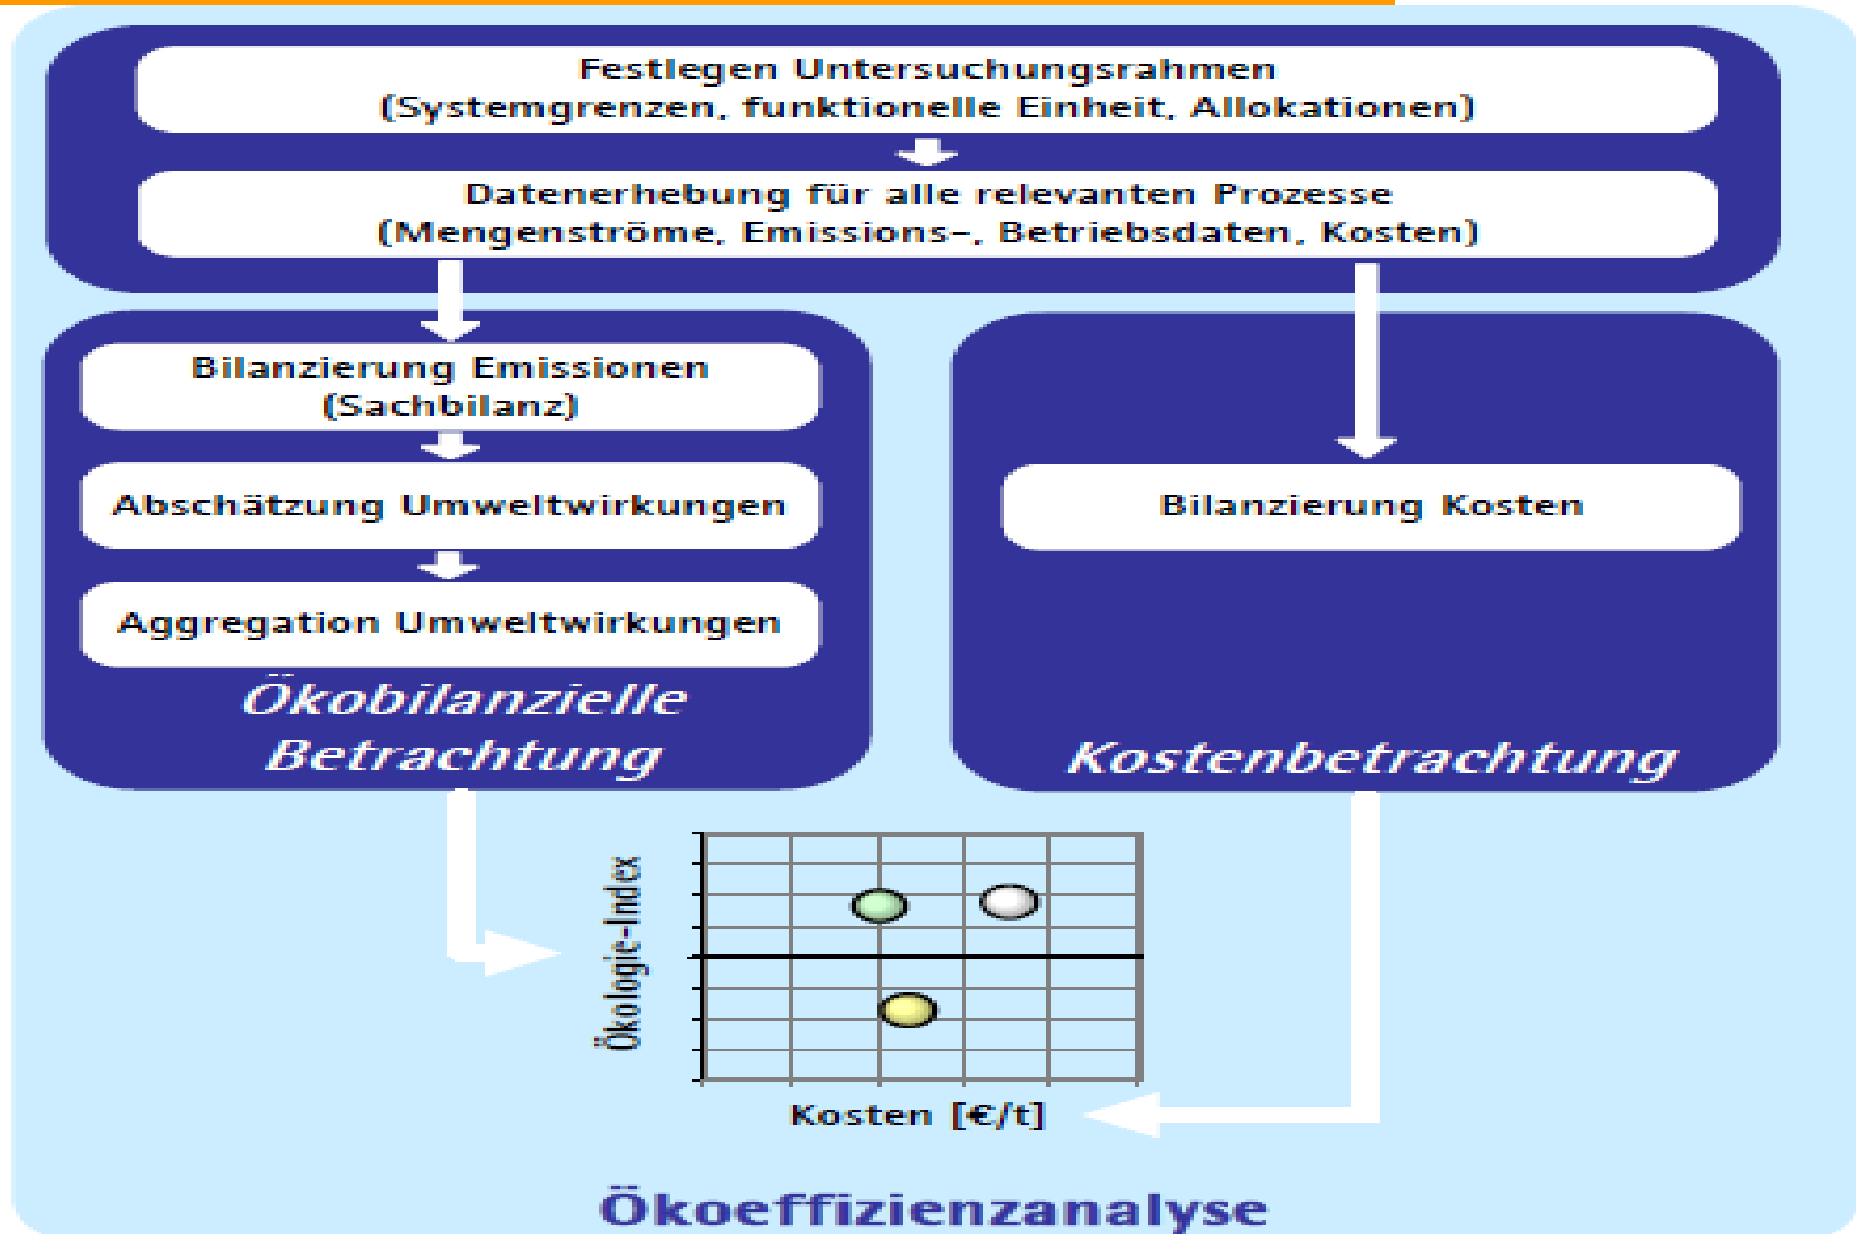 Festlegen Untersuchungsrahmen
(Systemgrenzen, funktionelle Einheit, Allokationen)
Datenerhebung für alle relevanten Prozesse
(Mengenströme, Emissions-, Betriebsdaten, Kosten)
Bilanzierung Emissionen
(Sachbilanz)
Abschätzung Umweltwirkungen
Aggregation Umweltwirkungen
Ökobilanzielle
Betrachtung
Bilanzierung Kosten
Kostenbetrachtung
Ökologie-Index
Kosten [€/t]
Ökoeffizienzanalyse